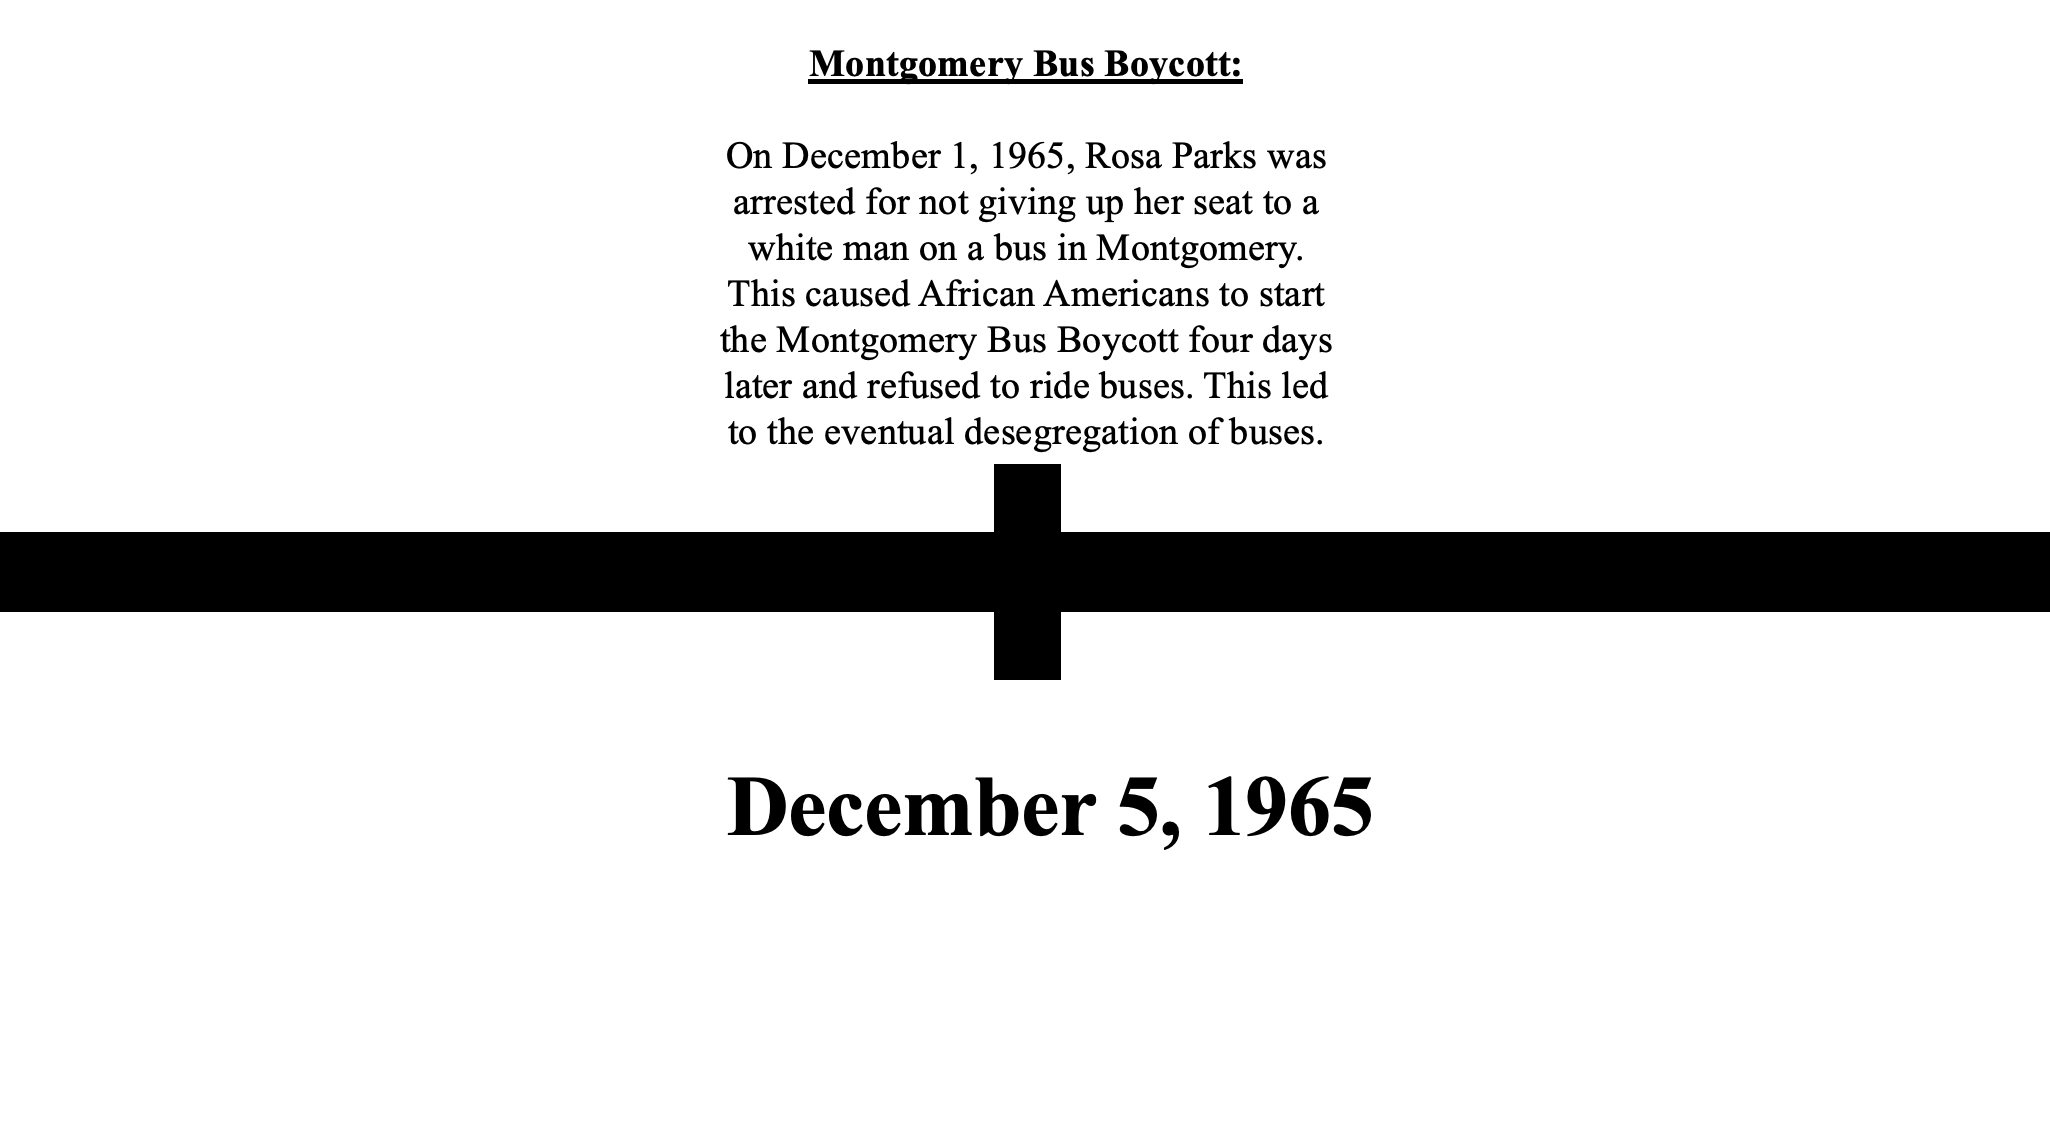 Montgomery Bus Boycott:
On December 1, 1965, Rosa Parks was
arrested for not giving up her seat to a
white man on a bus in Montgomery.
This caused African Americans to start
the Montgomery Bus Boycott four days
later and refused to ride buses. This led
to the eventual desegregation of buses.
December 5, 1965